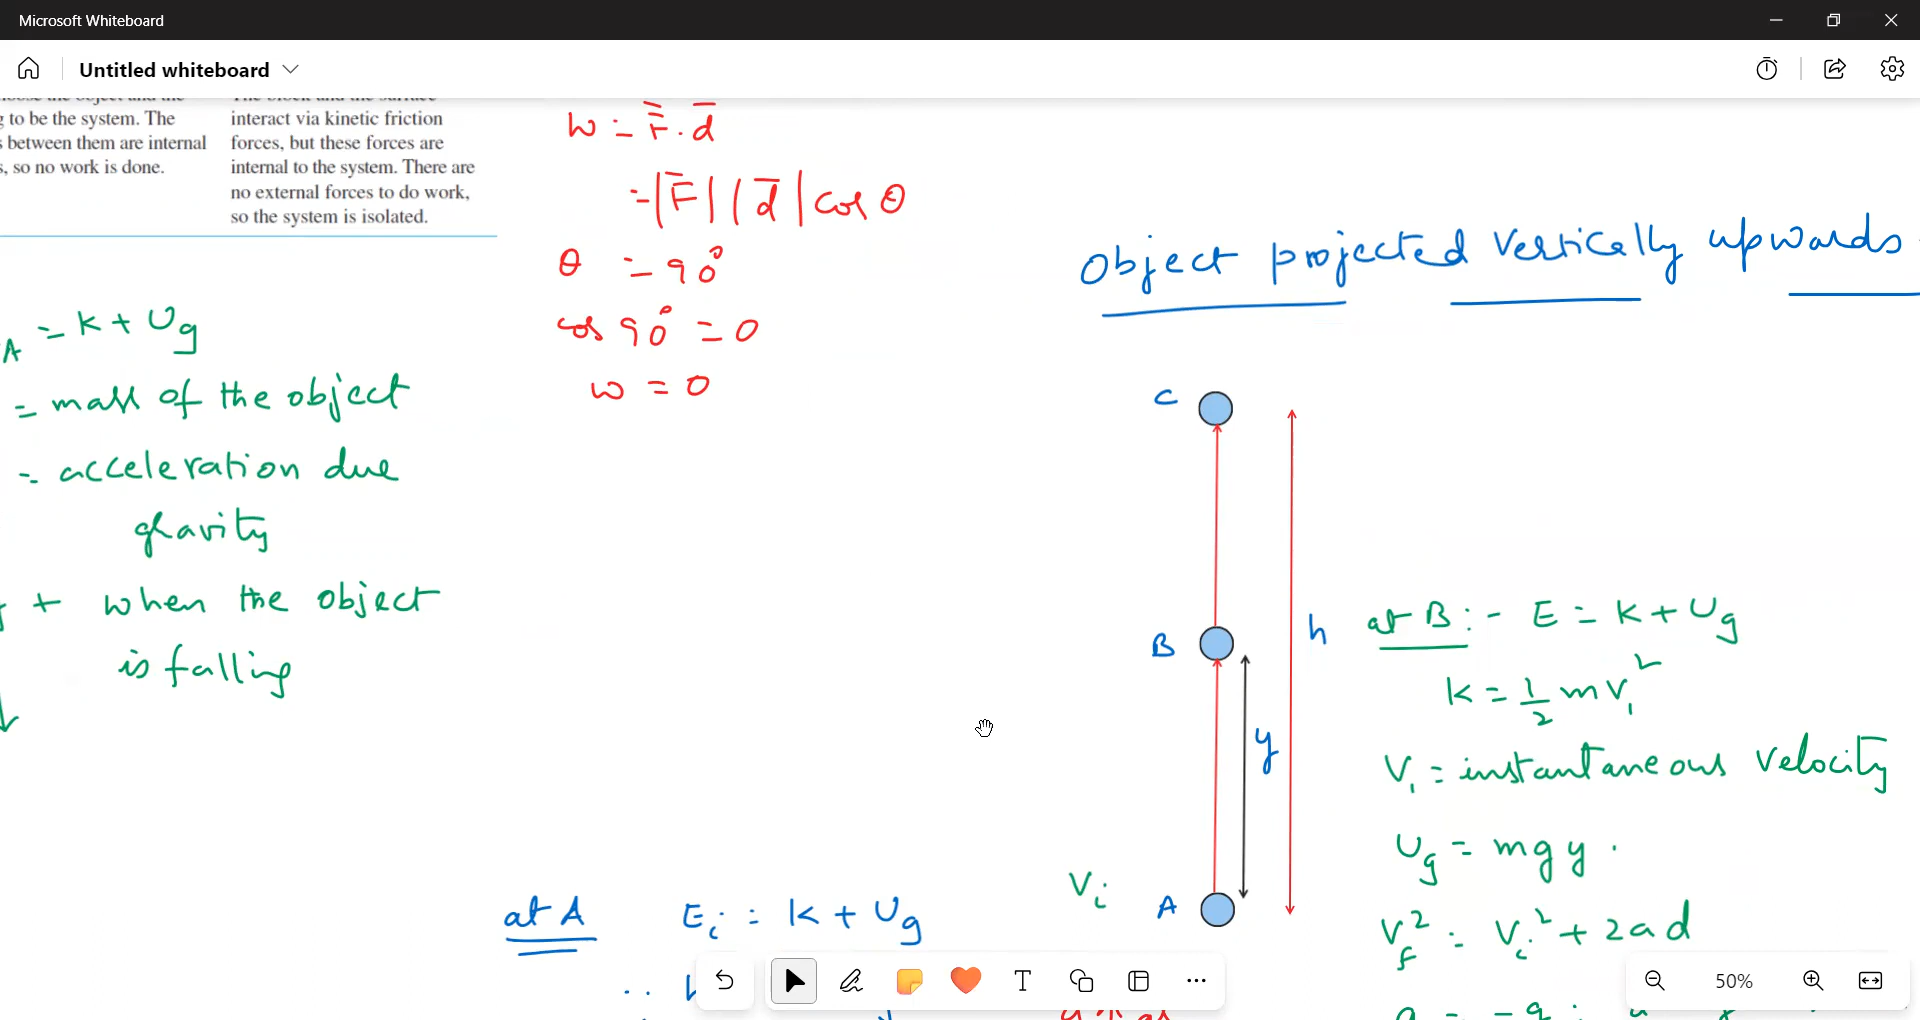 Microsoft Whiteboard
Untitled whiteboard
to be the system. The
between them are internal
, so no work is done.
interact via kinetic friction
forces, but these forces are
internal to the system. There are
no external forces to do work,
so the system is isolated.
W = F̅ . d̅
= |F̅| |d̅| cos θ
θ = 90°
cos 90° = 0
w = 0
A = K + Ug
= mass of the object
= acceleration due
gravity
+ when the object
is falling
Object projected vertically upwards
C
B
h
y
Vi
A
at B :- E = K + Ug
K = 1/2 m V₁²
V₁ = instantaneous velocity
Ug = mgy .
Vf² = Vi² + 2ad
at A Ei = K + Ug
50%